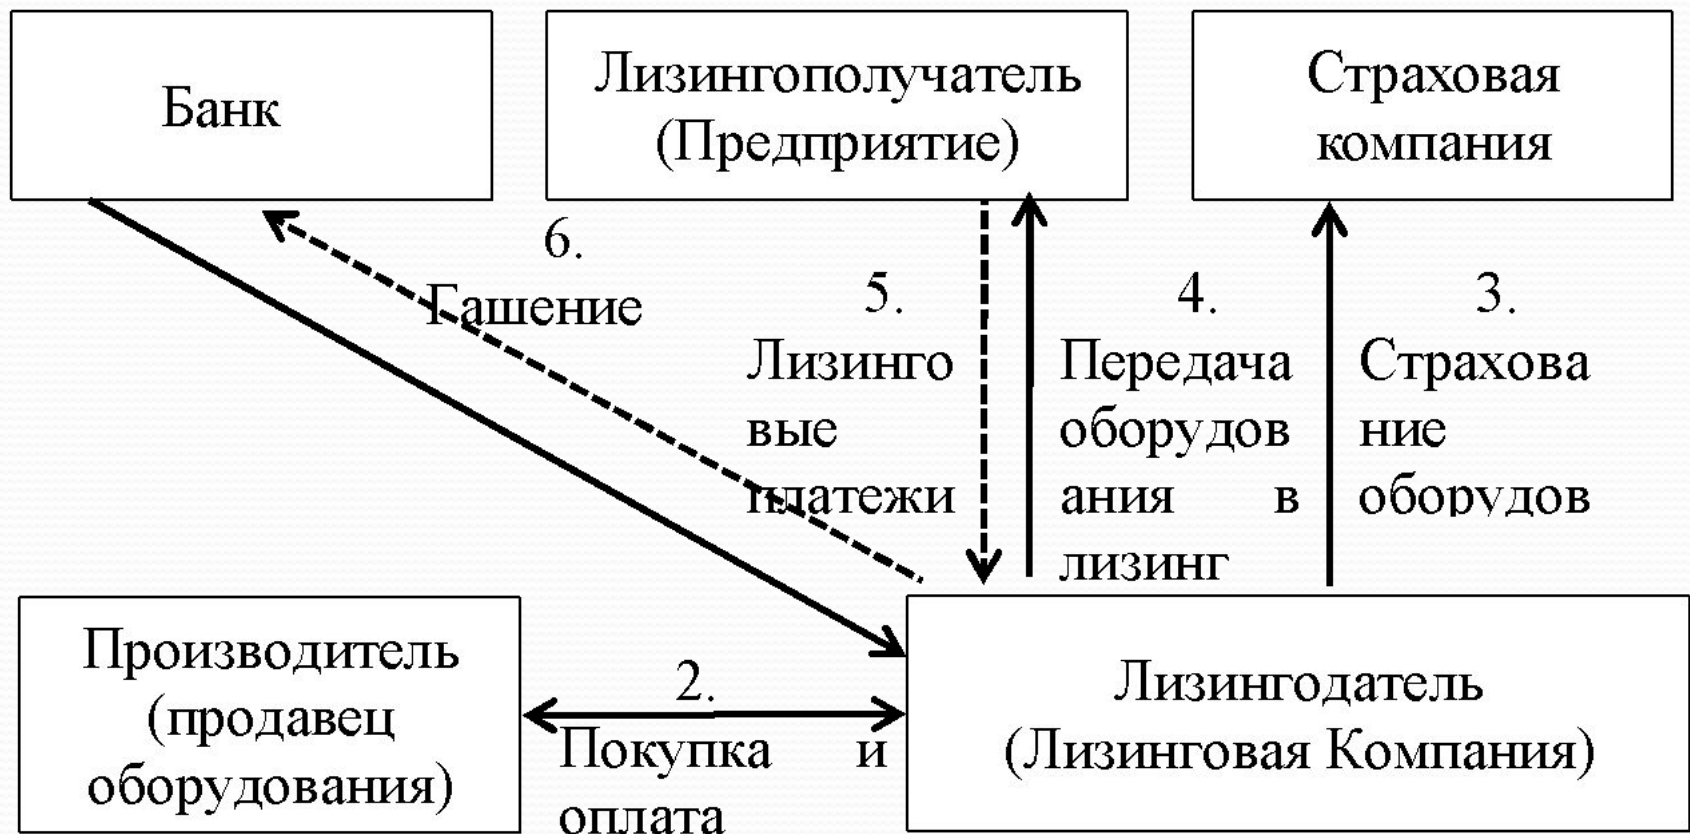 Банк
Лизингополучатель
(Предприятие)
Страховая
компания
6.
Гашение
5.
Лизинго
вые
платежи
4.
Передача
оборудов
ания в
лизинг
3.
Страхова
ние
оборудов
Производитель
(продавец
оборудования)
2.
Покупка и
оплата
Лизингодатель
(Лизинговая Компания)